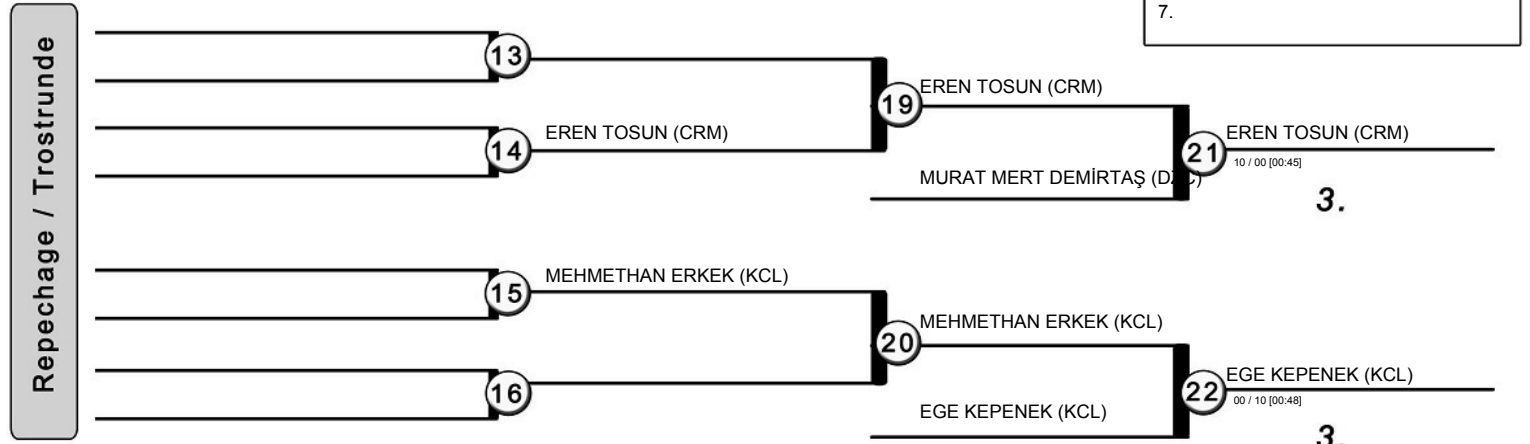 7.
Repechage / Trostrunde
13
EREN TOSUN (CRM)
19
EREN TOSUN (CRM)
14
EREN TOSUN (CRM)
21
10 / 00 [00:45]
MURAT MERT DEMİRTAŞ
3.
MEHMETHAN ERKEK (KCL)
15
MEHMETHAN ERKEK (KCL)
20
EGE KEPENEK (KCL)
16
22
00 / 10 [00:48]
EGE KEPENEK (KCL)
3.